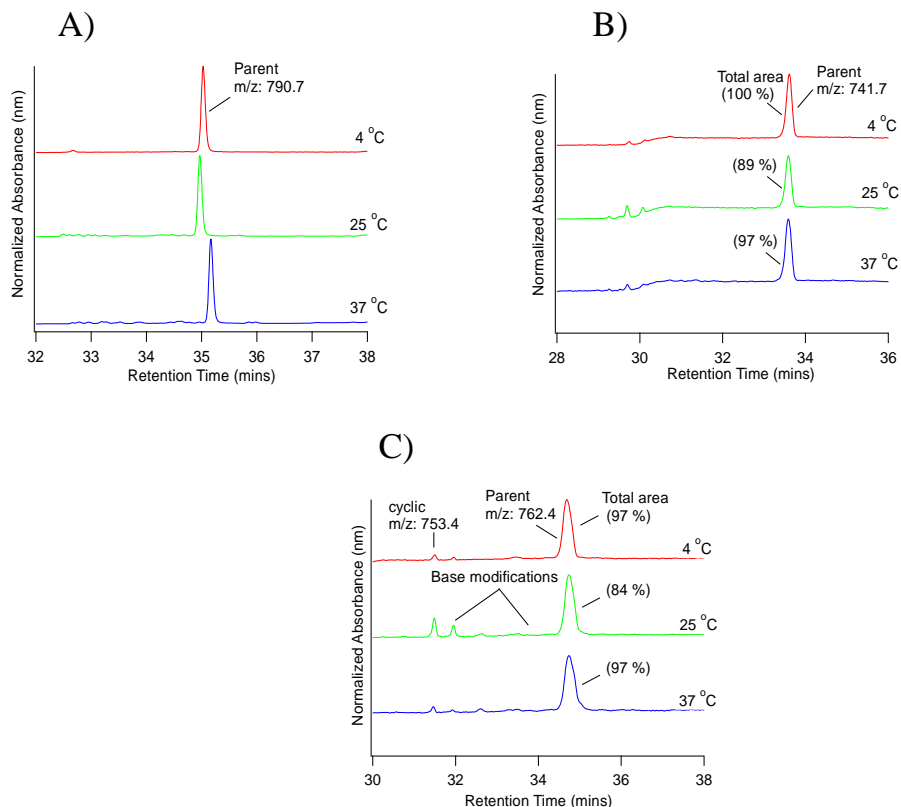 A)
Parent
m/z: 790.7
4 °C
25 °C
37 °C
Normalized Absorbance (nm)
32 33 34 35 36 37 38
Retention Time (mins)
B)
Total area
(100 %)
Parent
m/z: 741.7
4 °C
(89 %)
25 °C
(97 %)
37 °C
Normalized Absorbance (nm)
28 30 32 34 36
Retention Time (mins)
C)
cyclic
m/z: 753.4
Parent
m/z: 762.4
Total area
(97 %)
4 °C
Base modifications
(84 %)
25 °C
(97 %)
37 °C
Normalized Absorbance (nm)
30 32 34 36 38
Retention Time (mins)